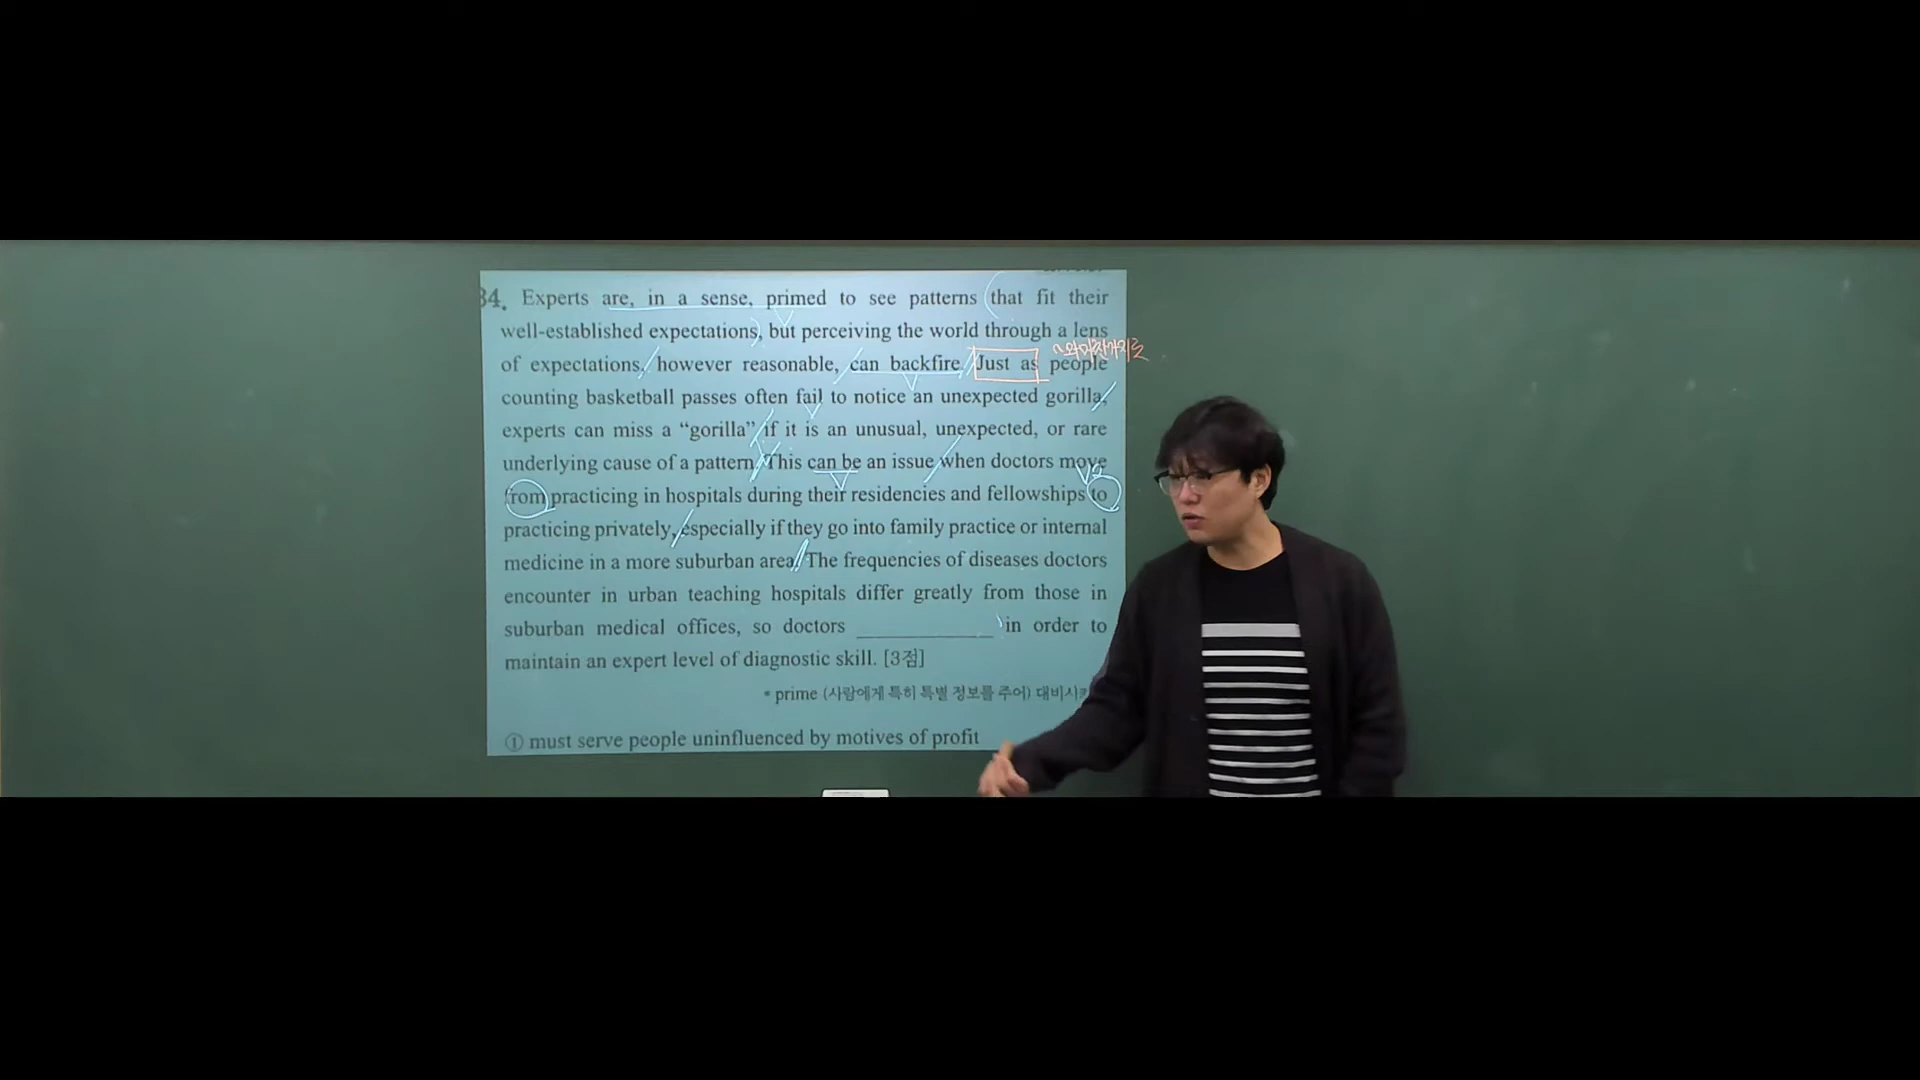 34. Experts are, in a sense, primed to see patterns that fit their
well-established expectations, but perceiving the world through a lens
of expectations, however reasonable, can backfire. Just as people
~와 마찬가지로
counting basketball passes often fail to notice an unexpected gorilla,
experts can miss a “gorilla” if it is an unusual, unexpected, or rare
underlying cause of a pattern. This can be an issue when doctors move
from practicing in hospitals during their residencies and fellowships to
practicing privately, especially if they go into family practice or internal
medicine in a more suburban area. The frequencies of diseases doctors
encounter in urban teaching hospitals differ greatly from those in
suburban medical offices, so doctors ____________ in order to
maintain an expert level of diagnostic skill. [3점]
* prime (사람에게 특히 특별 정보를 주어) 대비시키
① must serve people uninfluenced by motives of profit